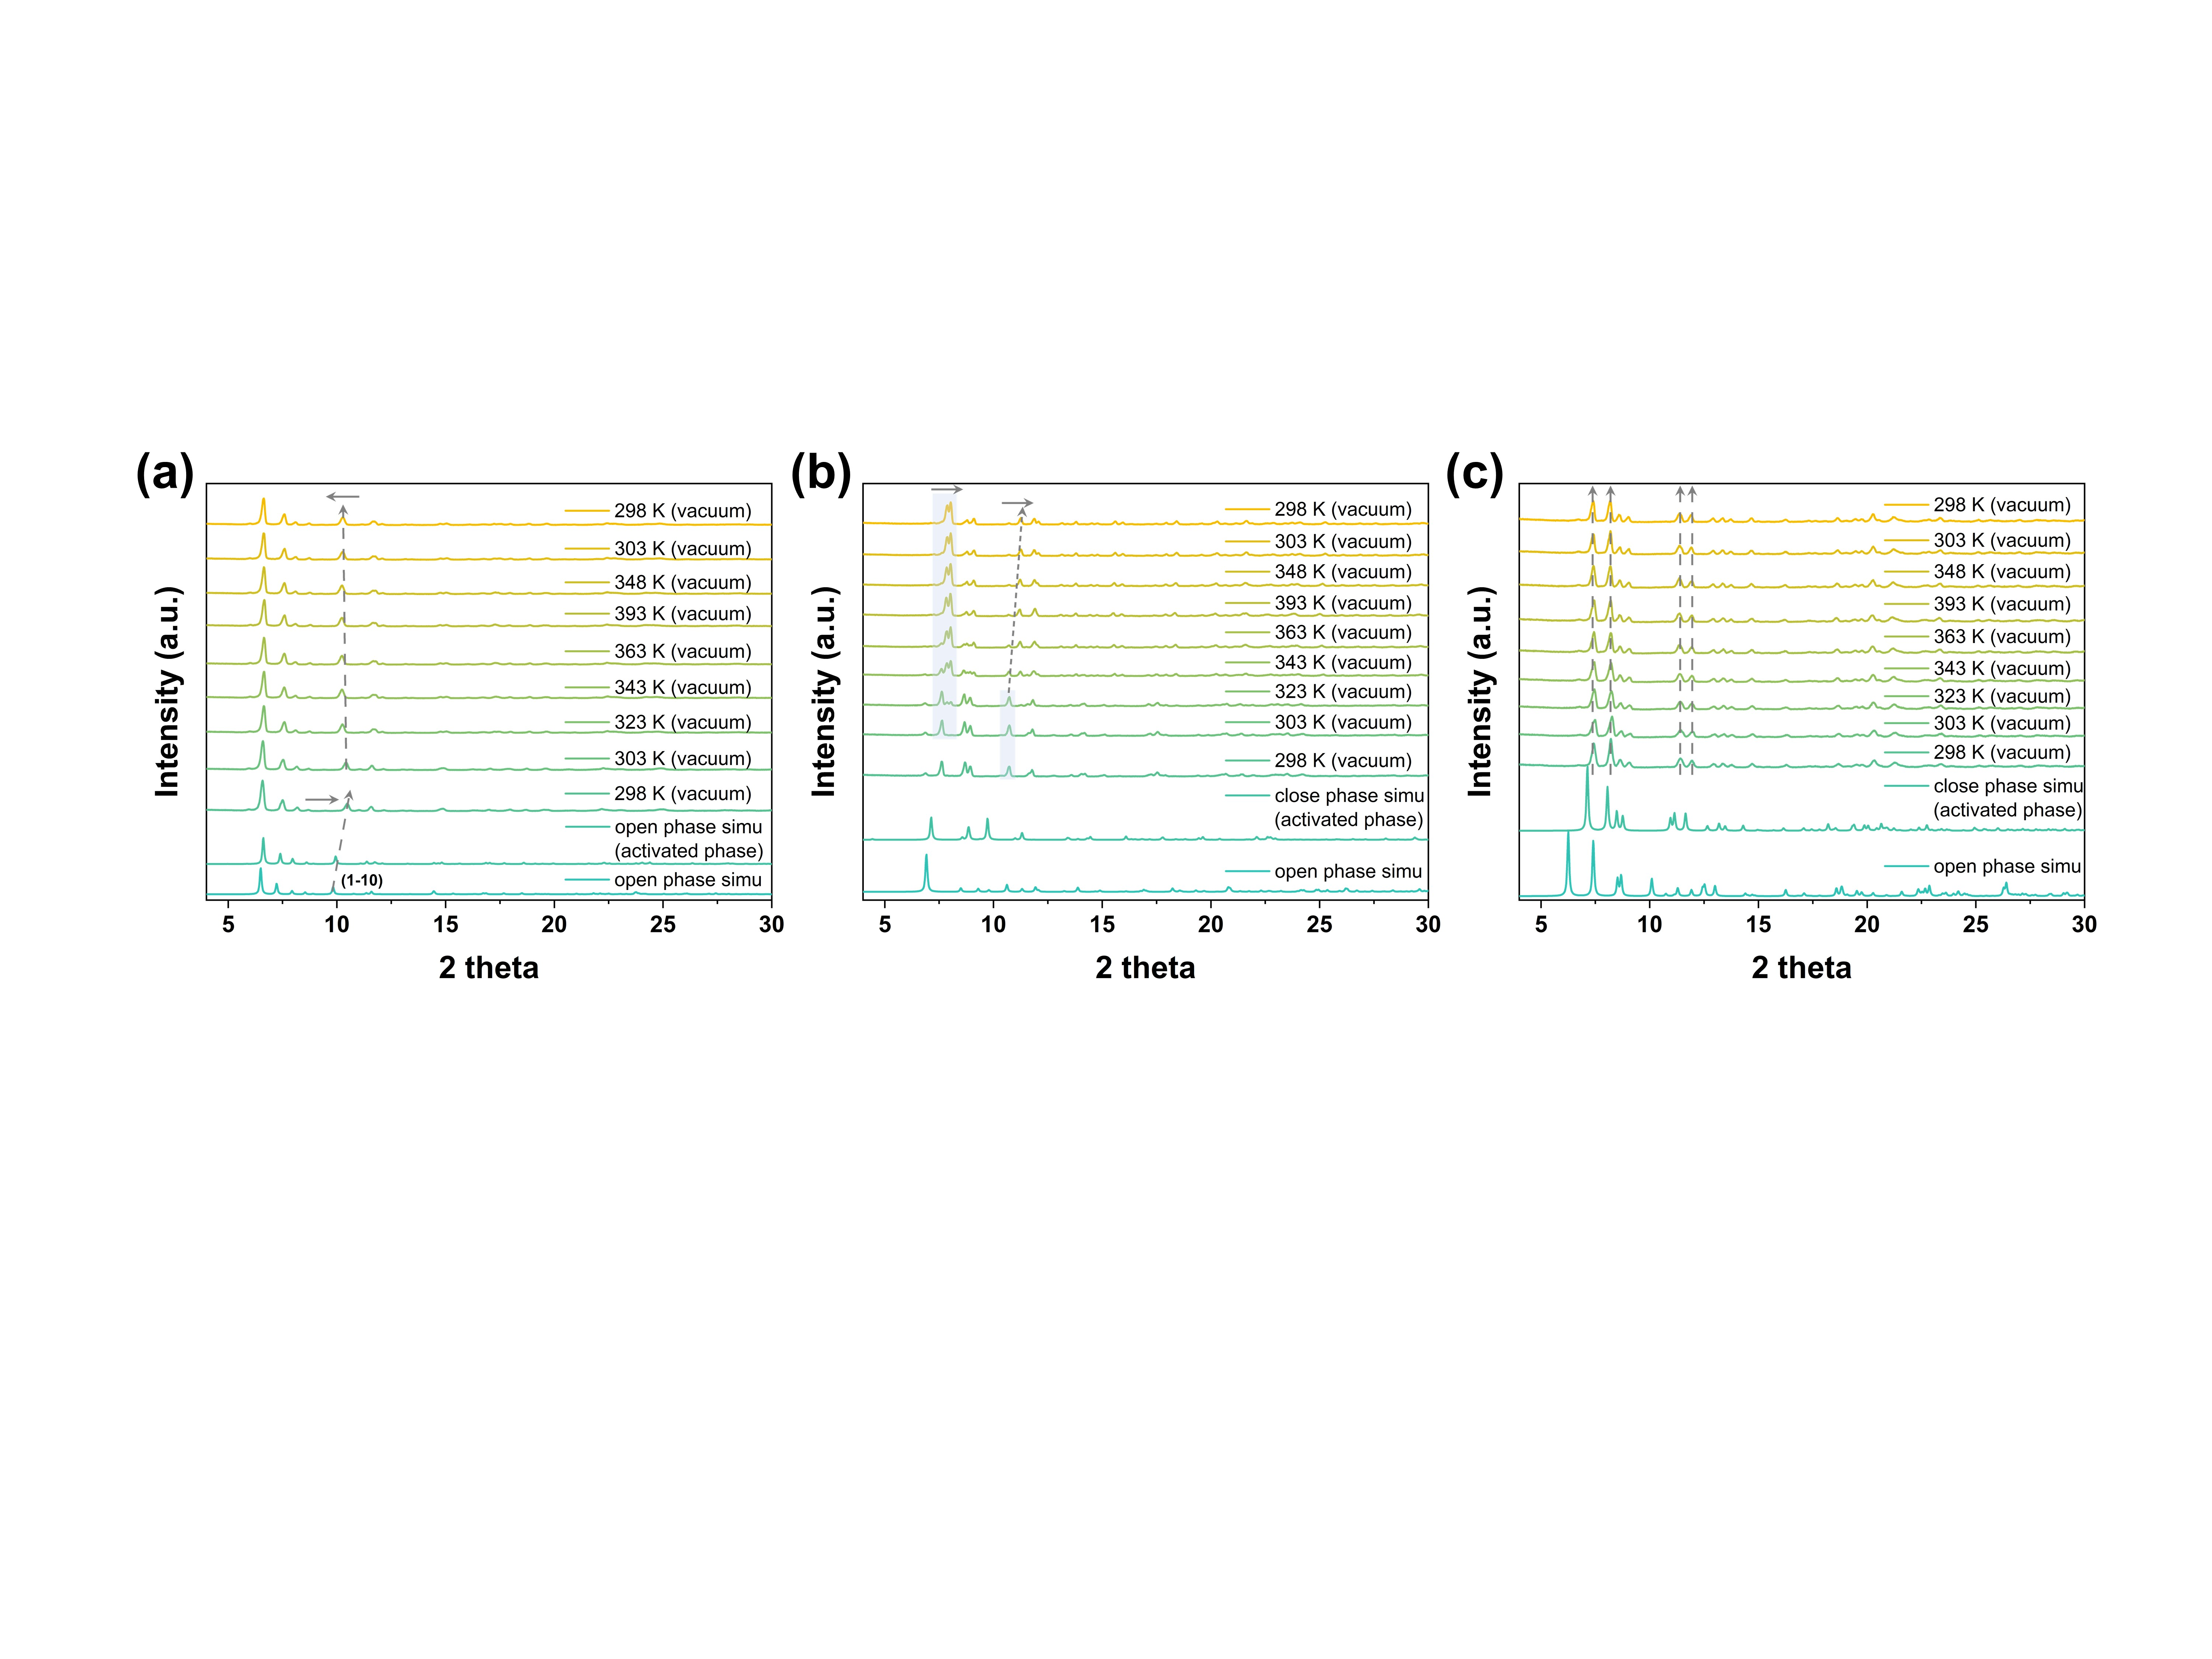 (a)
298 K (vacuum)
303 K (vacuum)
348 K (vacuum)
393 K (vacuum)
363 K (vacuum)
343 K (vacuum)
323 K (vacuum)
303 K (vacuum)
298 K (vacuum)
open phase simu
(activated phase)
(1-10)
open phase simu
Intensity (a.u.)
5 10 15 20 25 30
2 theta
(b)
298 K (vacuum)
303 K (vacuum)
348 K (vacuum)
393 K (vacuum)
363 K (vacuum)
343 K (vacuum)
323 K (vacuum)
303 K (vacuum)
298 K (vacuum)
close phase simu
(activated phase)
open phase simu
Intensity (a.u.)
5 10 15 20 25 30
2 theta
(c)
298 K (vacuum)
303 K (vacuum)
348 K (vacuum)
393 K (vacuum)
363 K (vacuum)
343 K (vacuum)
323 K (vacuum)
303 K (vacuum)
298 K (vacuum)
close phase simu
(activated phase)
open phase simu
Intensity (a.u.)
5 10 15 20 25 30
2 theta